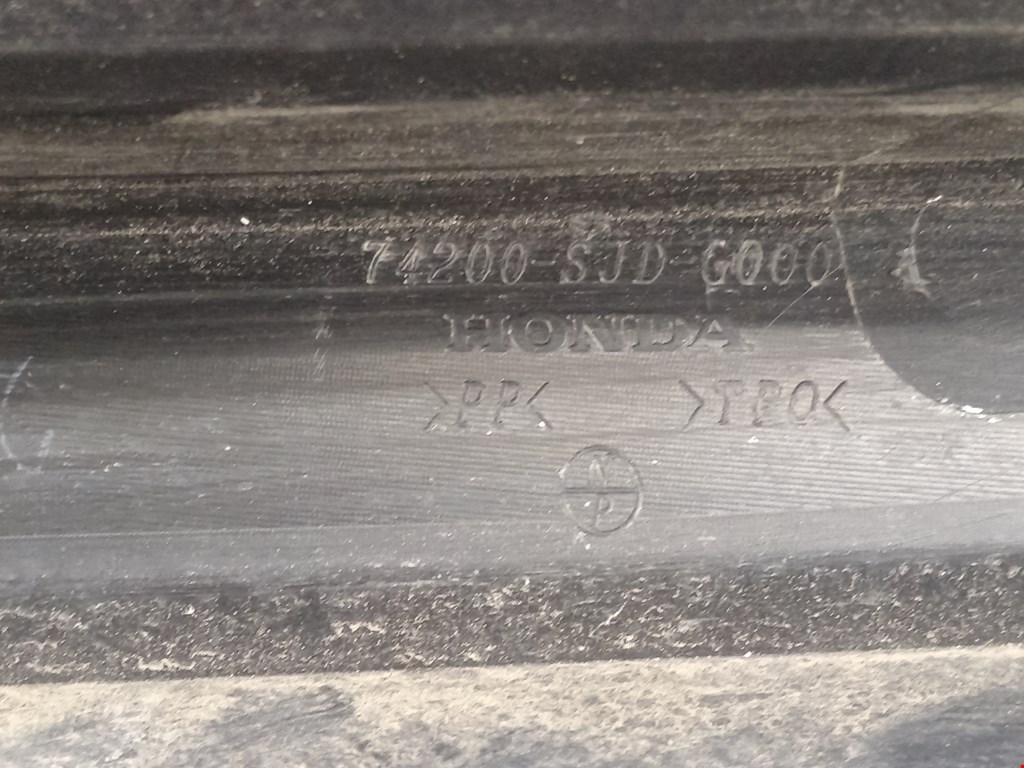 74200-SJD-G000
HONDA
>PP< >TPO<
P